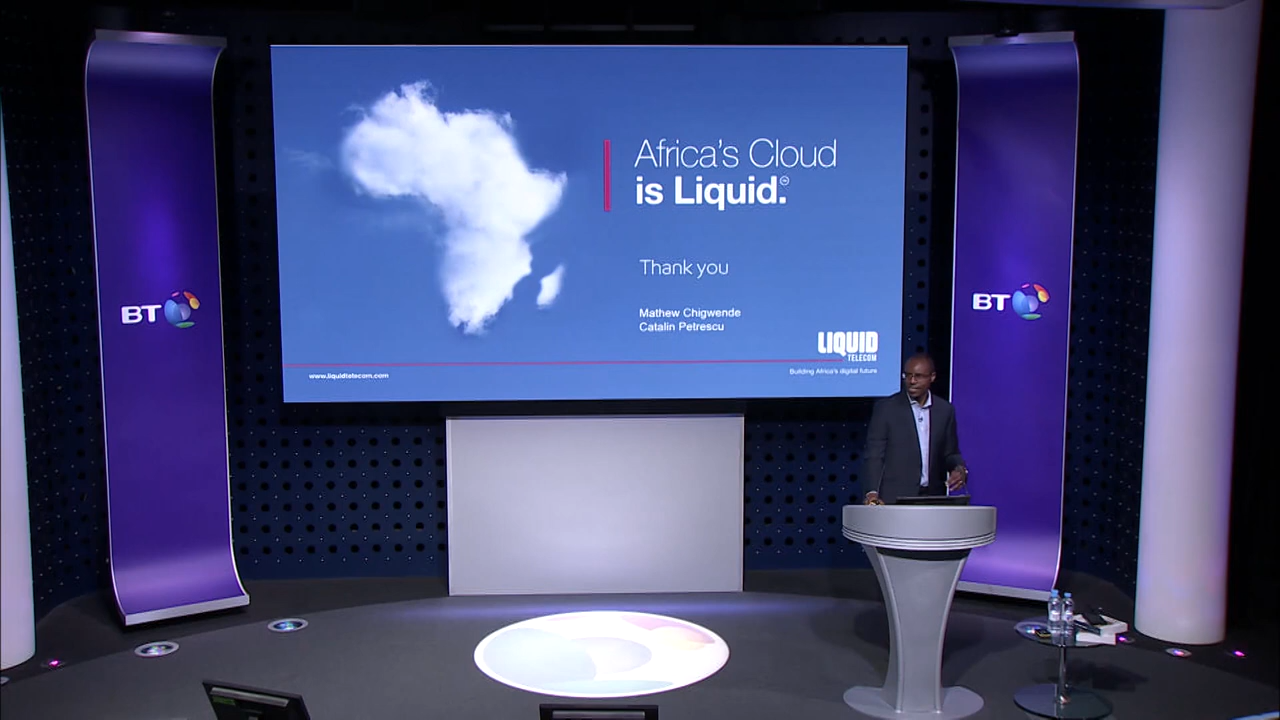 Africa's Cloud
is Liquid.
Thank you
Mathew Chigwende
Catalin Petrescu
LIQUID
TELECOM
www.liquidtelecom.com
Building Africa's digital future
BT
BT